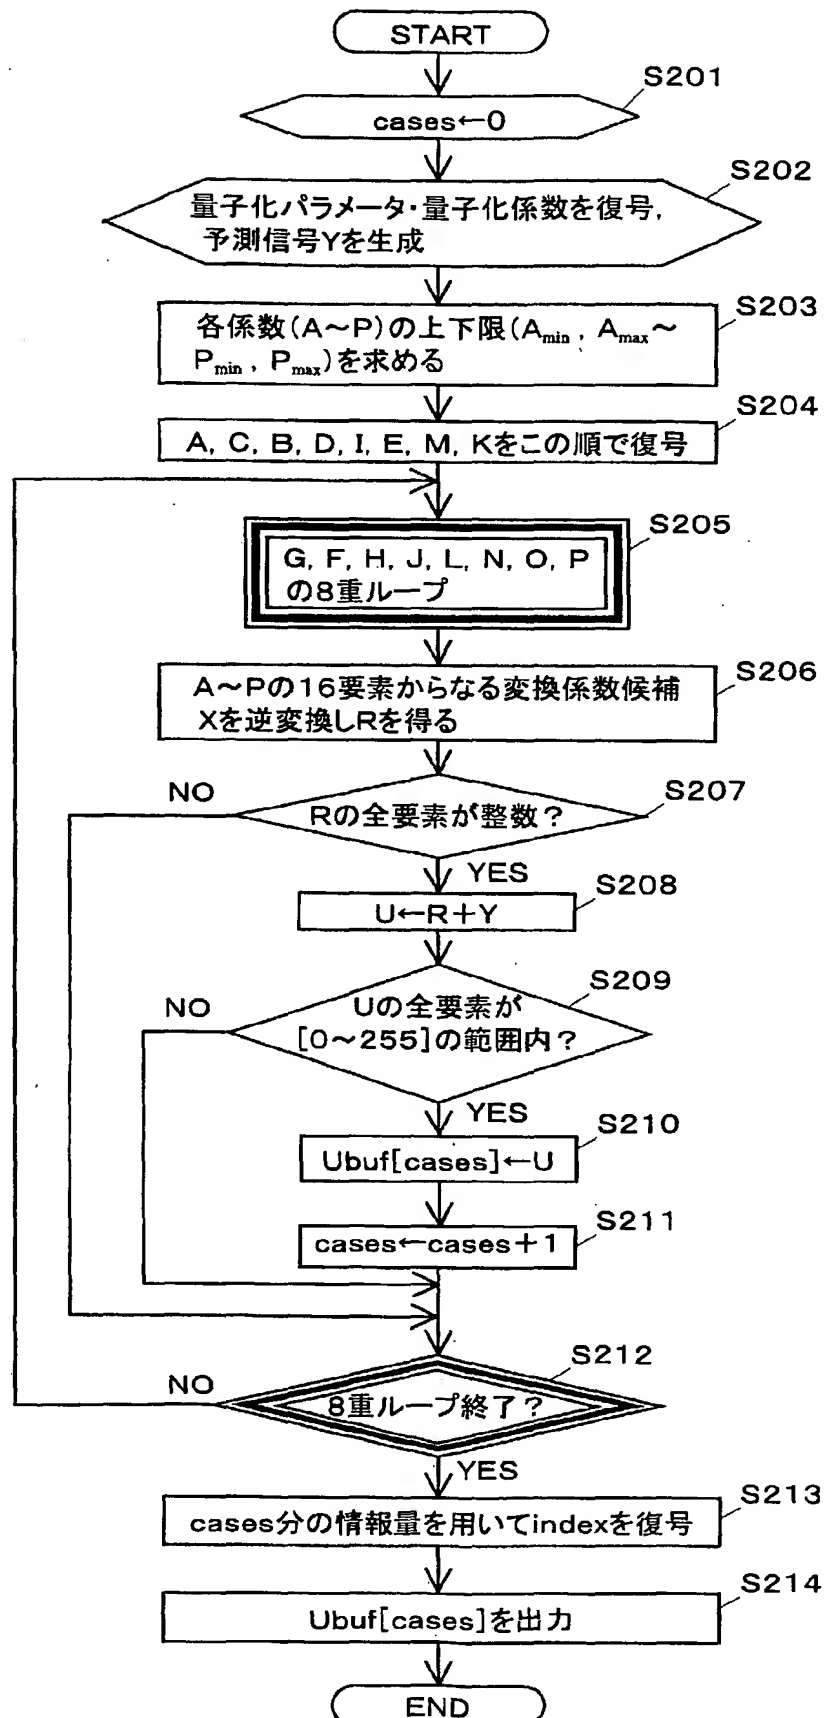 START
S201
cases←0
S202
量子化パラメータ・量子化係数を復号,
予測信号Yを生成
S203
各係数(A～P)の上下限(Amin , Amax～
Pmin , Pmax)を求める
S204
A, C, B, D, I, E, M, Kをこの順で復号
S205
G, F, H, J, L, N, O, P
の8重ループ
S206
A～Pの16要素からなる変換係数候補
Xを逆変換しRを得る
S207
NO
Rの全要素が整数?
YES
S208
U←R+Y
S209
NO
Uの全要素が
[0～255]の範囲内?
YES
S210
Ubuf[cases]←U
S211
cases←cases+1
S212
NO
8重ループ終了?
YES
S213
cases分の情報量を用いてindexを復号
S214
Ubuf[cases]を出力
END